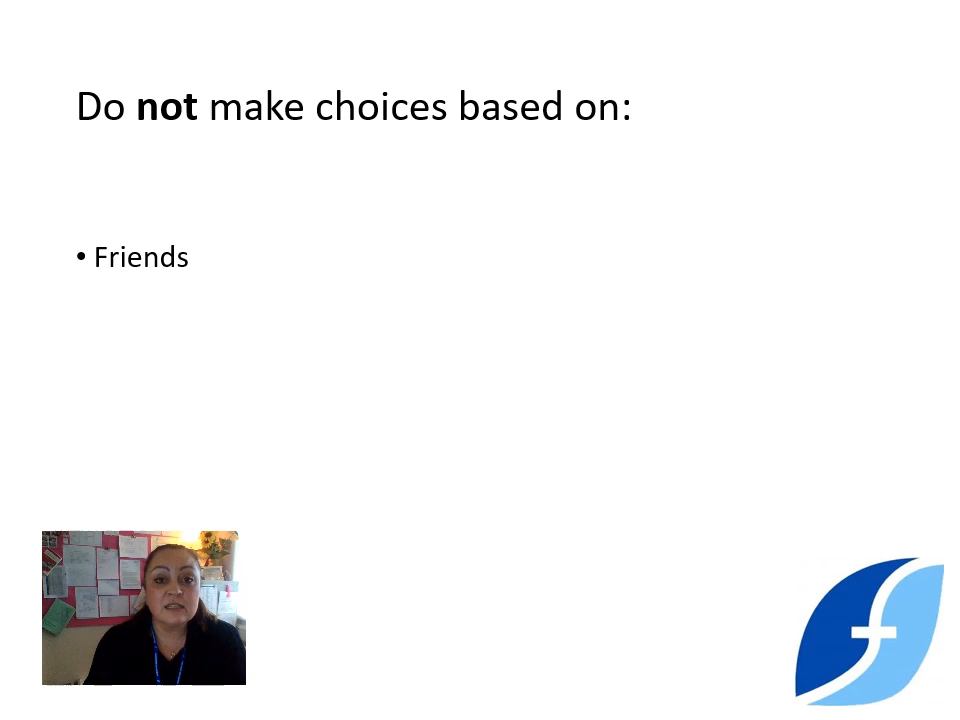 Do not make choices based on:
• Friends